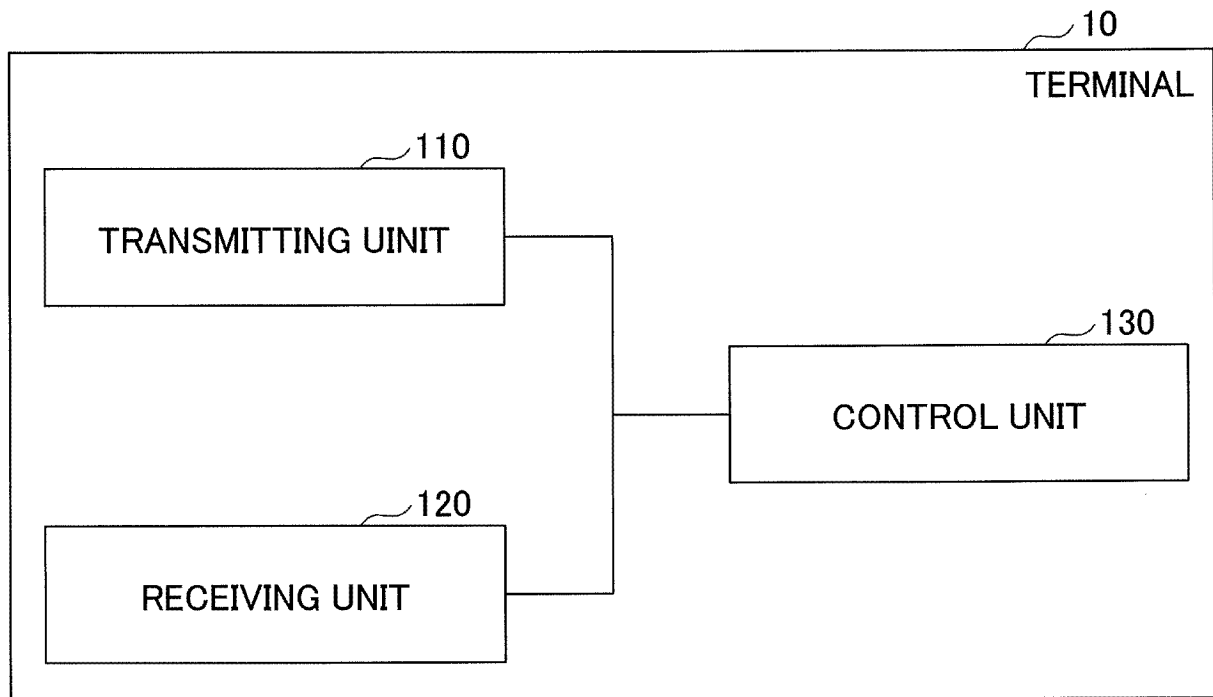 10
TERMINAL
110
TRANSMITTING UINIT
130
CONTROL UNIT
120
RECEIVING UNIT